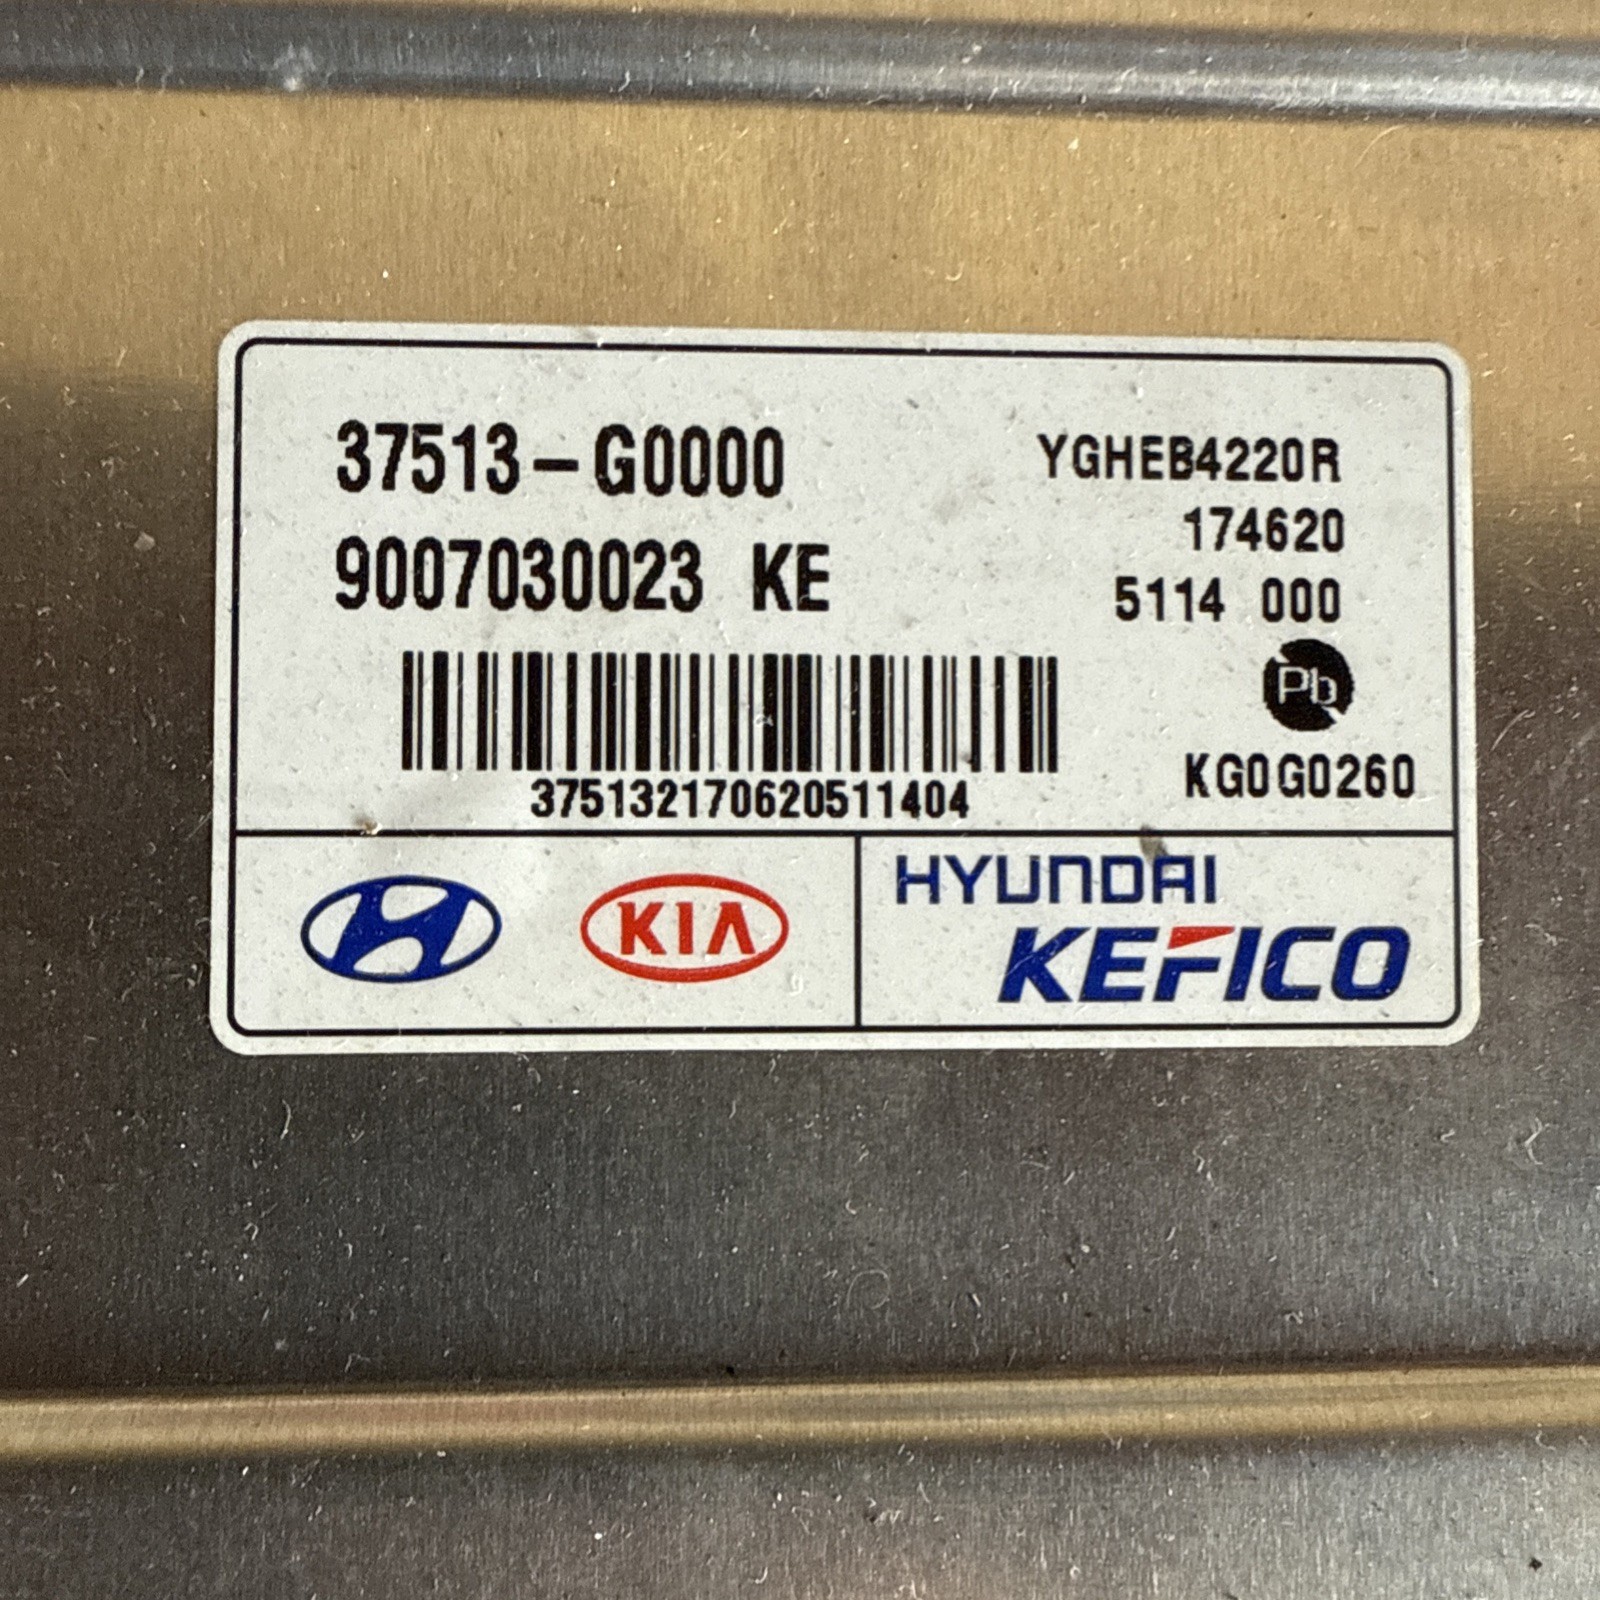 37513-G0000
9007030023 KE
YGHEB4220R
174620
5114 000
Pb
KG0G0260
375132170620511404
KIA
HYUNDAI
KEFICO